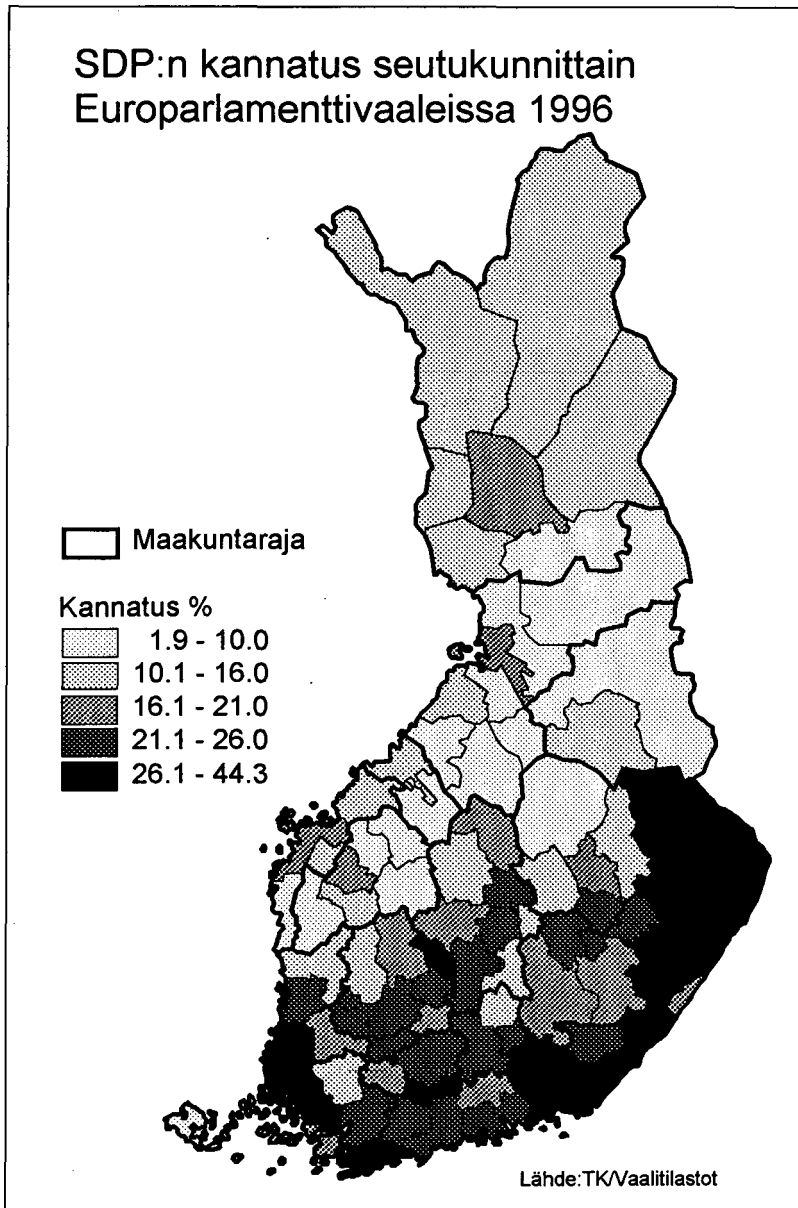 SDP:n kannatus seutukunnittain
Europarlamenttivaaleissa 1996
Maakuntaraja
Kannatus %
1.9 - 10.0
10.1 - 16.0
16.1 - 21.0
21.1 - 26.0
26.1 - 44.3
Lähde:TK/Vaalitilastot